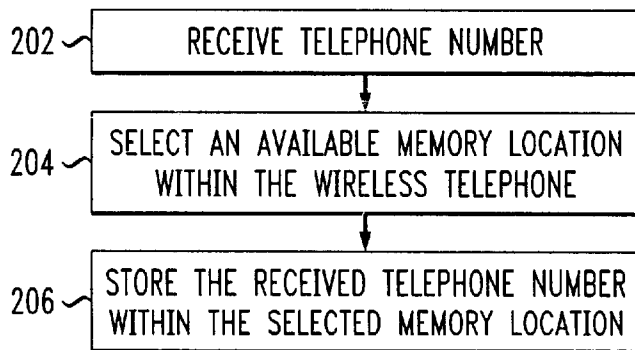 202 RECEIVE TELEPHONE NUMBER
204 SELECT AN AVAILABLE MEMORY LOCATION
WITHIN THE WIRELESS TELEPHONE
206 STORE THE RECEIVED TELEPHONE NUMBER
WITHIN THE SELECTED MEMORY LOCATION